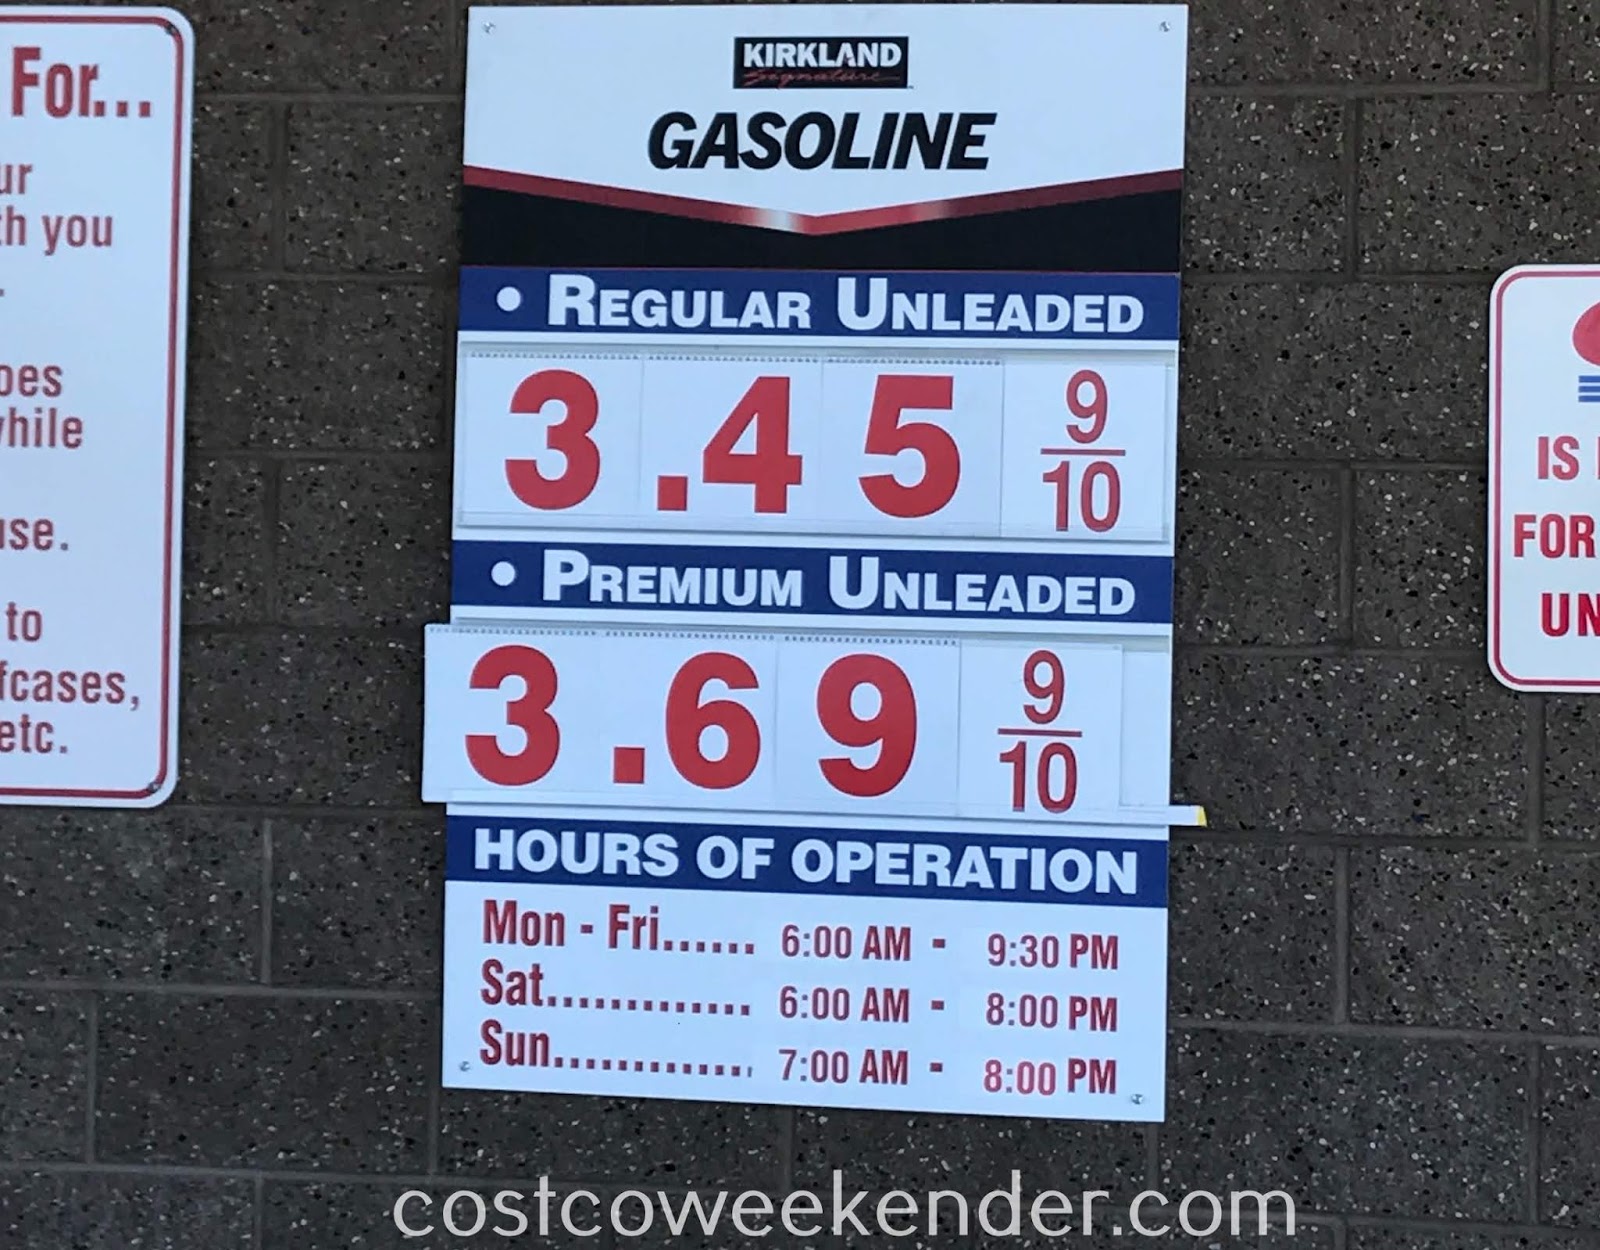 For...
ur
th you
oes
while
use.
to
fcases,
etc.
KIRKLAND
Signature
GASOLINE
• REGULAR UNLEADED
3.45 9/10
• PREMIUM UNLEADED
3.69 9/10
HOURS OF OPERATION
Mon - Fri...... 6:00 AM - 9:30 PM
Sat............. 6:00 AM - 8:00 PM
Sun............. 7:00 AM - 8:00 PM
IS
FOR
UN
costcoweekender.com